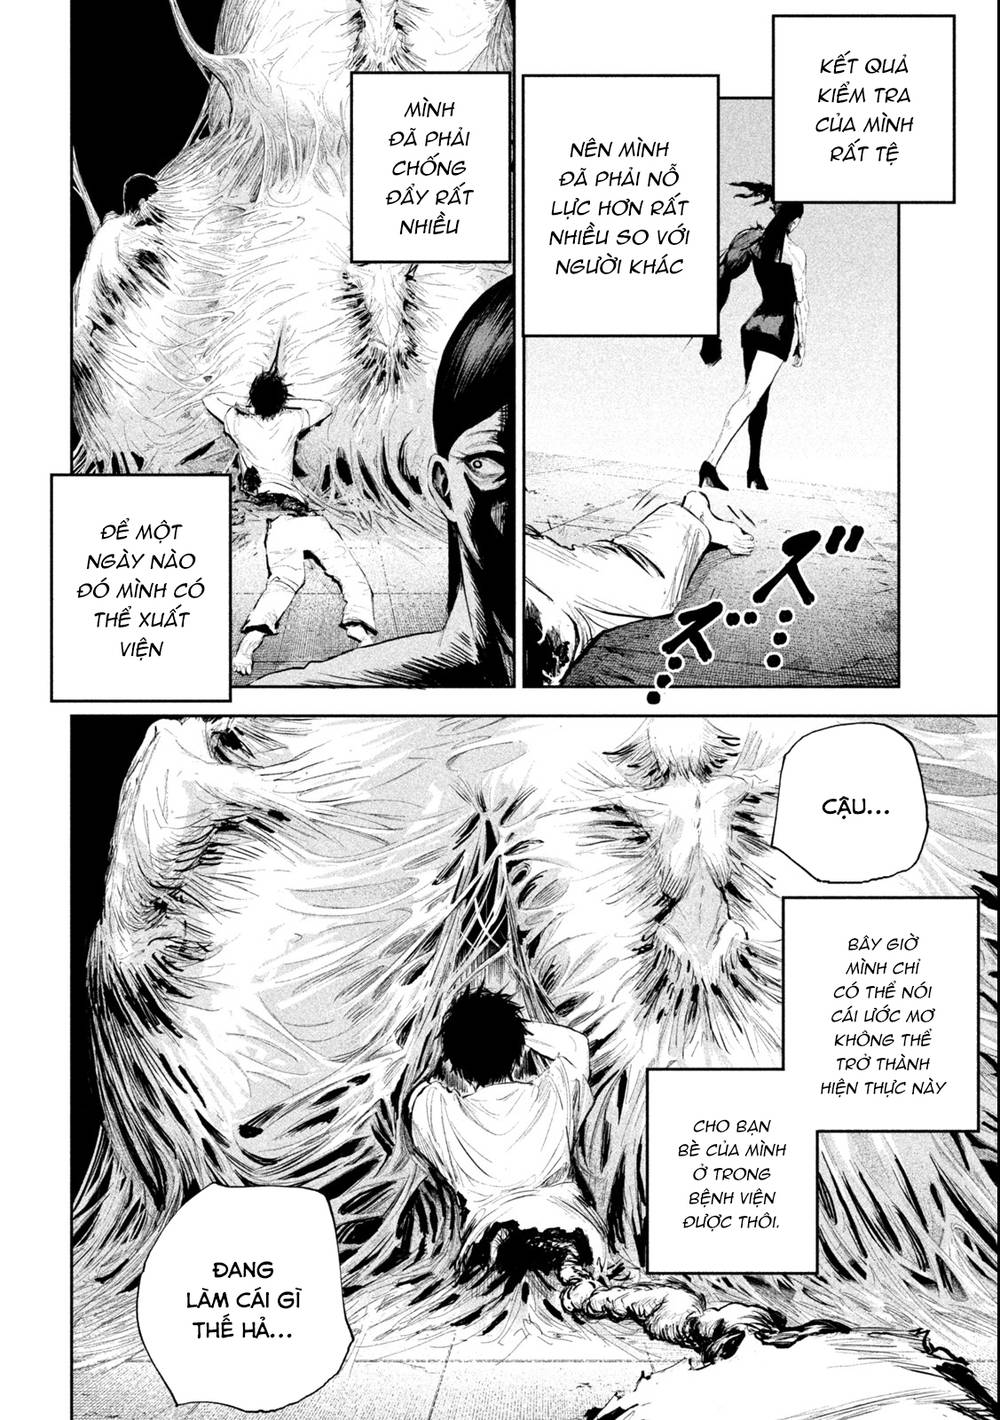 KẾT QUẢ
KIỂM TRA
CỦA MÌNH
RẤT TỆ
NÊN MÌNH
ĐÃ PHẢI NỖ
LỰC HƠN RẤT
NHIỀU SO VỚI
NGƯỜI KHÁC
ズ゙
ズ゙
MÌNH
ĐÃ PHẢI
CHỐNG
ĐẨY RẤT
NHIỀU
ĐỂ MỘT
NGÀY NÀO
ĐÓ MÌNH CÓ
THỂ XUẤT
VIỆN
CẬU...
BÂY GIỜ
MÌNH CHỈ
CÓ THỂ NÓI
CÁI ƯỚC MƠ
KHÔNG THỂ
TRỞ THÀNH
HIỆN THỰC NÀY
CHO BẠN
BÈ CỦA MÌNH
Ở TRONG
BỆNH VIỆN
ĐƯỢC THÔI.
ĐANG
LÀM CÁI GÌ
THẾ HẢ...